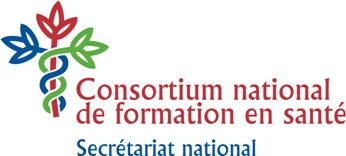 Consortium national
de formation en santé
Secrétariat national